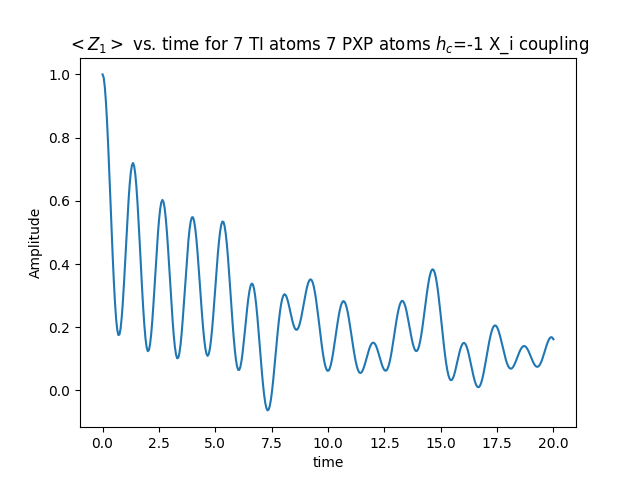 <Z₁> vs. time for 7 TI atoms 7 PXP atoms h_c=-1 X_i coupling
1.0
0.8
0.6
0.4
0.2
0.0
Amplitude
0.0 2.5 5.0 7.5 10.0 12.5 15.0 17.5 20.0
time